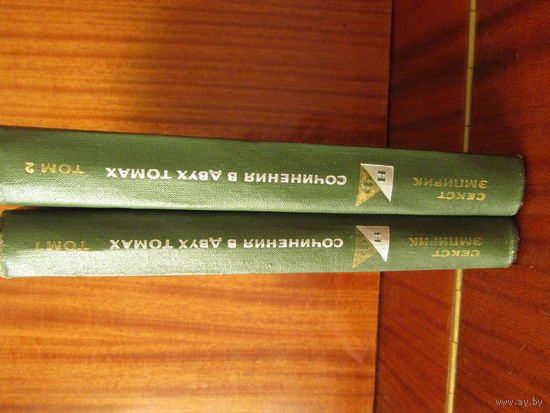 СЕКСТ
ЭМПИРИК
Н
Ф
СОЧИНЕНИЯ В ДВУХ ТОМАХ
ТОМ 2
СЕКСТ
ЭМПИРИК
Н
СОЧИНЕНИЯ В ДВУХ ТОМАХ
ТОМ 1
www.ay.by